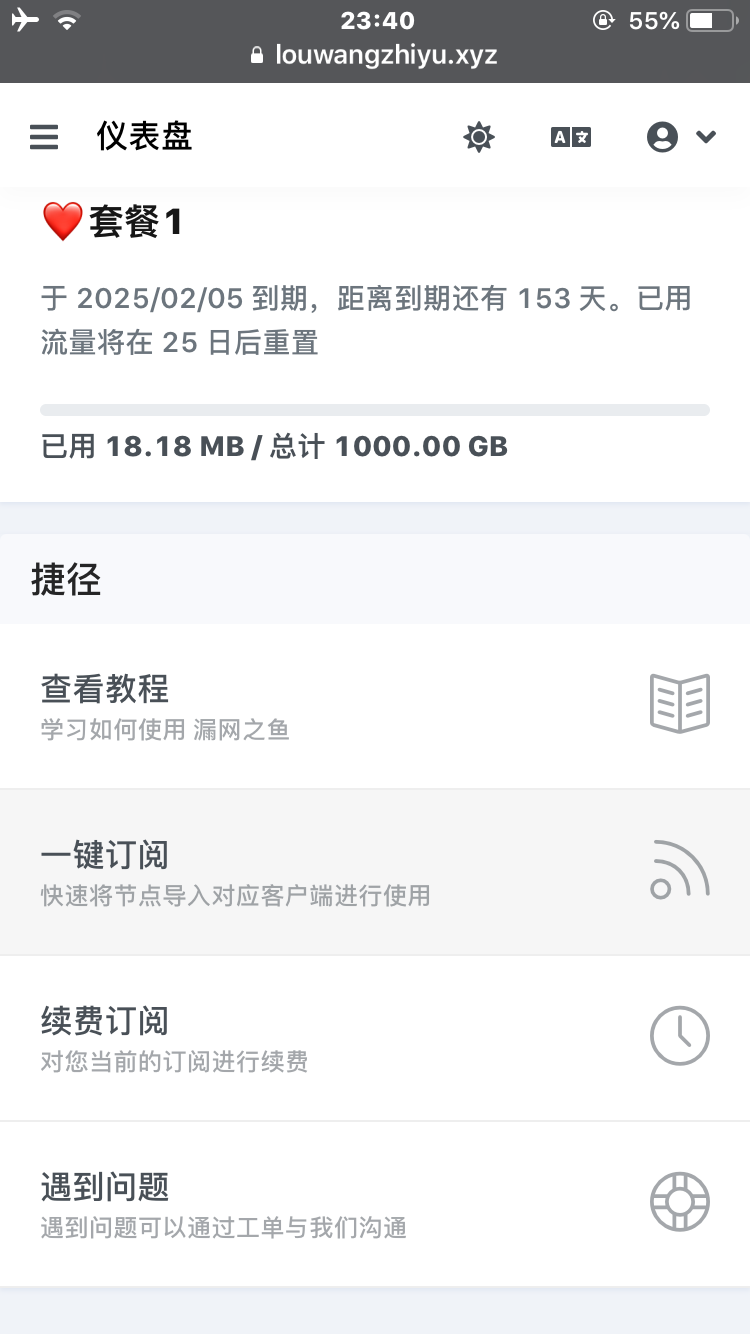 23:40
55%
louwangzhiyu.xyz
仪表盘
A文
❤️套餐1
于 2025/02/05 到期，距离到期还有 153 天。已用
流量将在 25 日后重置
已用 18.18 MB / 总计 1000.00 GB
捷径
查看教程
学习如何使用 漏网之鱼
一键订阅
快速将节点导入对应客户端进行使用
续费订阅
对您当前的订阅进行续费
遇到问题
遇到问题可以通过工单与我们沟通